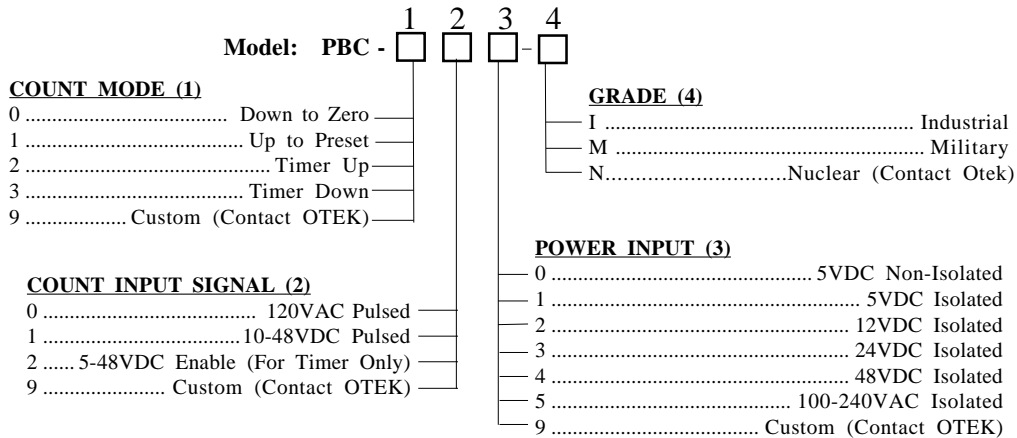 1 2 3 4
Model: PBC - □ □ □ - □
COUNT MODE (1)
0 .................................. Down to Zero
1 ..................................... Up to Preset
2 ......................................... Timer Up
3 ..................................... Timer Down
9 .................. Custom (Contact OTEK)
COUNT INPUT SIGNAL (2)
0 .................................... 120VAC Pulsed
1 ....................................10-48VDC Pulsed
2 ...... 5-48VDC Enable (For Timer Only)
9 .................... Custom (Contact OTEK)
GRADE (4)
I ..................................................... Industrial
M ..................................................... Military
N...............................Nuclear (Contact Otek)
POWER INPUT (3)
0 ............................................ 5VDC Non-Isolated
1 .................................................... 5VDC Isolated
2 .................................................. 12VDC Isolated
3 .................................................. 24VDC Isolated
4 ................................................... 48VDC Isolated
5 ........................................ 100-240VAC Isolated
9 ................................... Custom (Contact OTEK)